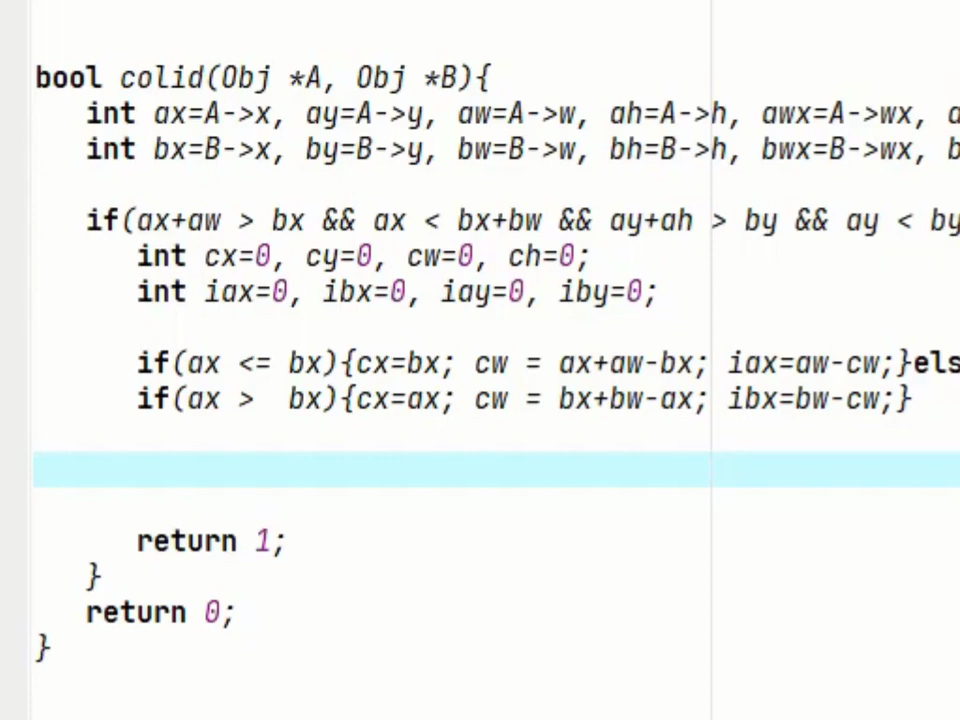 bool colid(Obj *A, Obj *B){
int ax=A->x, ay=A->y, aw=A->w, ah=A->h, awx=A->wx, a
int bx=B->x, by=B->y, bw=B->w, bh=B->h, bwx=B->wx, b
if(ax+aw > bx && ax < bx+bw && ay+ah > by && ay < by
int cx=0, cy=0, cw=0, ch=0;
int iax=0, ibx=0, iay=0, iby=0;
if(ax <= bx){cx=bx; cw = ax+aw-bx; iax=aw-cw;}els
if(ax >  bx){cx=ax; cw = bx+bw-ax; ibx=bw-cw;}
return 1;
}
return 0;
}